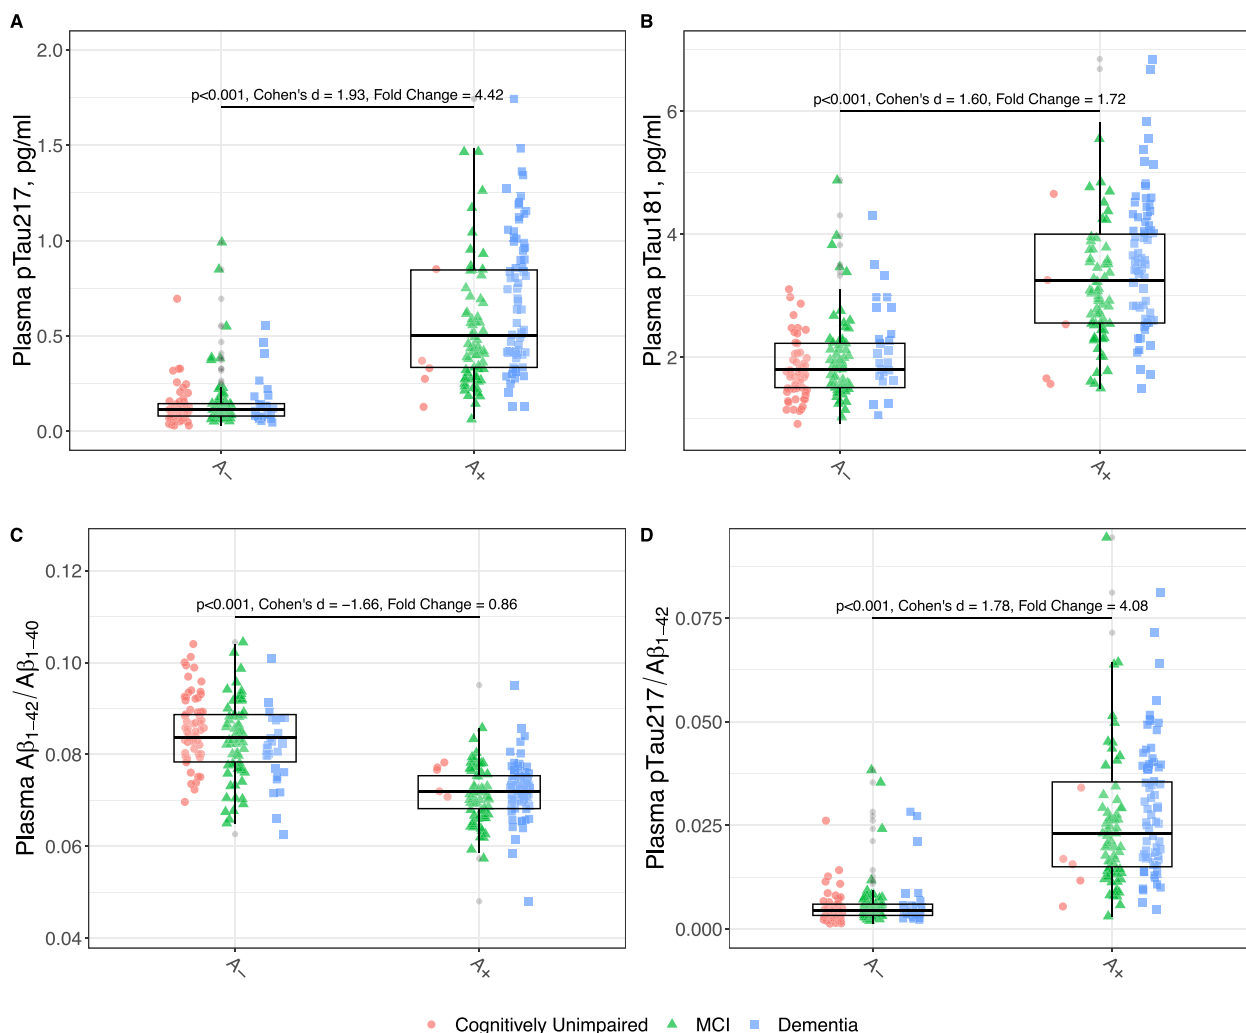 A
Plasma pTau217, pg/ml
2.0
1.5
1.0
0.5
0.0
p<0.001, Cohen's d = 1.93, Fold Change = 4.42
A−
A+
B
Plasma pTau181, pg/ml
6
4
2
p<0.001, Cohen's d = 1.60, Fold Change = 1.72
A−
A+
C
Plasma Aβ1−42/Aβ1−40
0.12
0.10
0.08
0.06
0.04
p<0.001, Cohen's d = −1.66, Fold Change = 0.86
A−
A+
D
Plasma pTau217/Aβ1−42
0.075
0.050
0.025
0.000
p<0.001, Cohen's d = 1.78, Fold Change = 4.08
A−
A+
Cognitively Unimpaired MCI Dementia